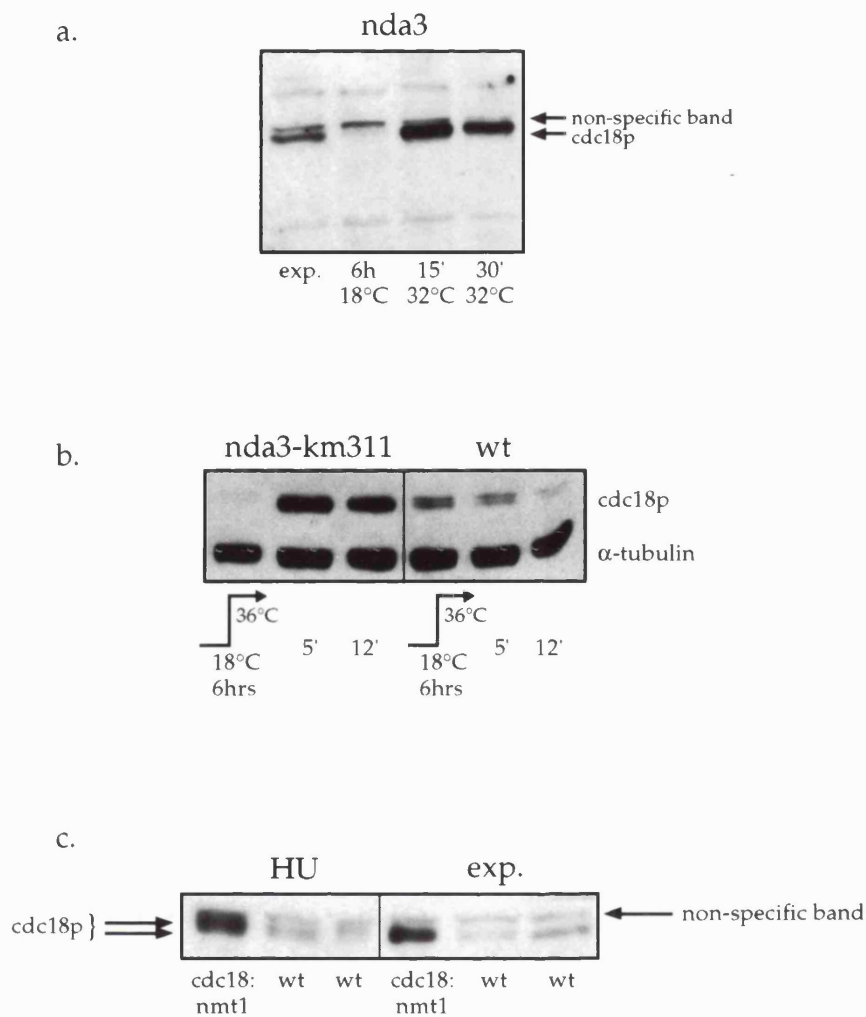 a.
nda3
non-specific band
cdc18p
exp. 6h 15' 30'
18°C 32°C 32°C
b.
nda3-km311 wt
cdc18p
α-tubulin
36°C 36°C
18°C 5' 12' 18°C 5' 12'
6hrs 6hrs
c.
HU exp.
cdc18p } non-specific band
cdc18: wt wt cdc18: wt wt
nmt1 nmt1